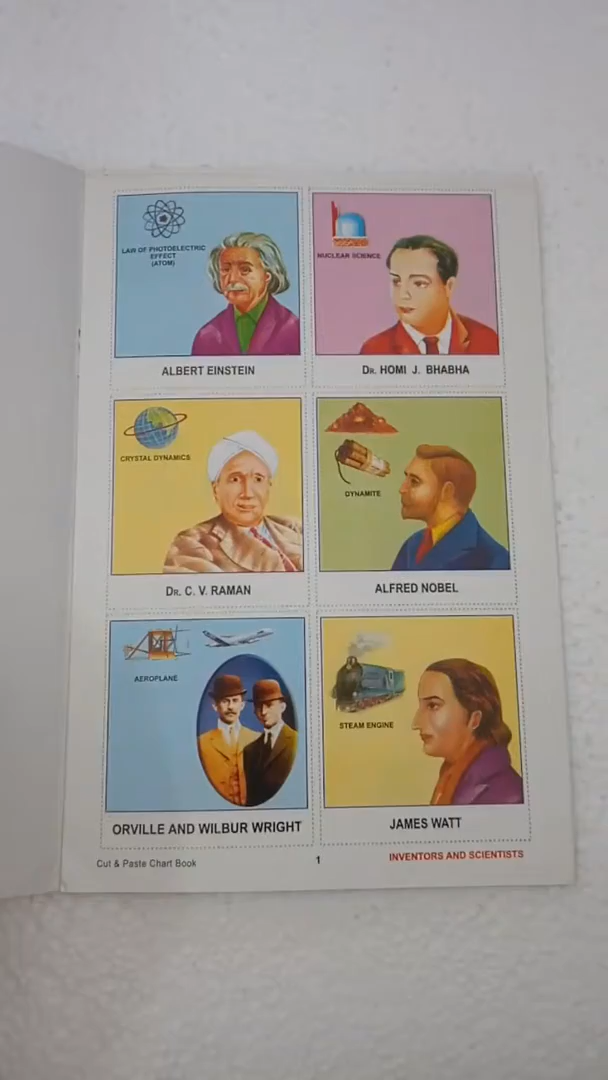 LAW OF PHOTOELECTRIC
EFFECT
(ATOM)
ALBERT EINSTEIN
NUCLEAR SCIENCE
DR. HOMI J. BHABHA
CRYSTAL DYNAMICS
DR. C. V. RAMAN
DYNAMITE
ALFRED NOBEL
AEROPLANE
ORVILLE AND WILBUR WRIGHT
STEAM ENGINE
JAMES WATT
Cut & Paste Chart Book
1
INVENTORS AND SCIENTISTS